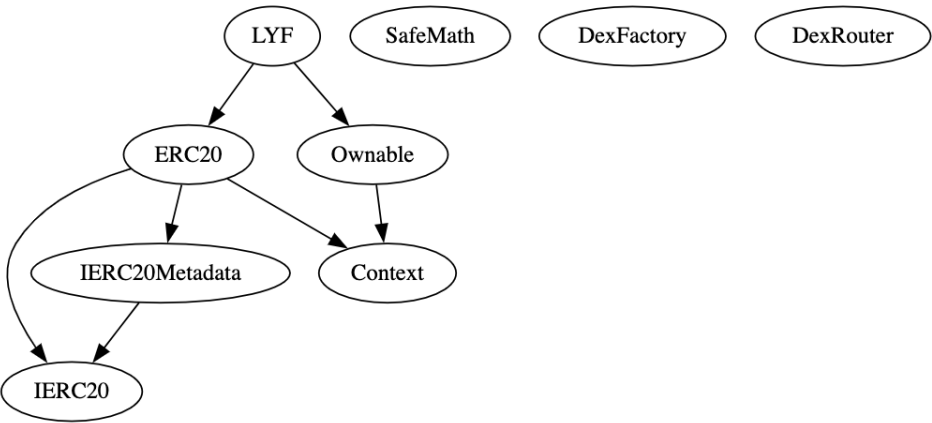 LYF
SafeMath
DexFactory
DexRouter
ERC20
Ownable
IERC20Metadata
Context
IERC20